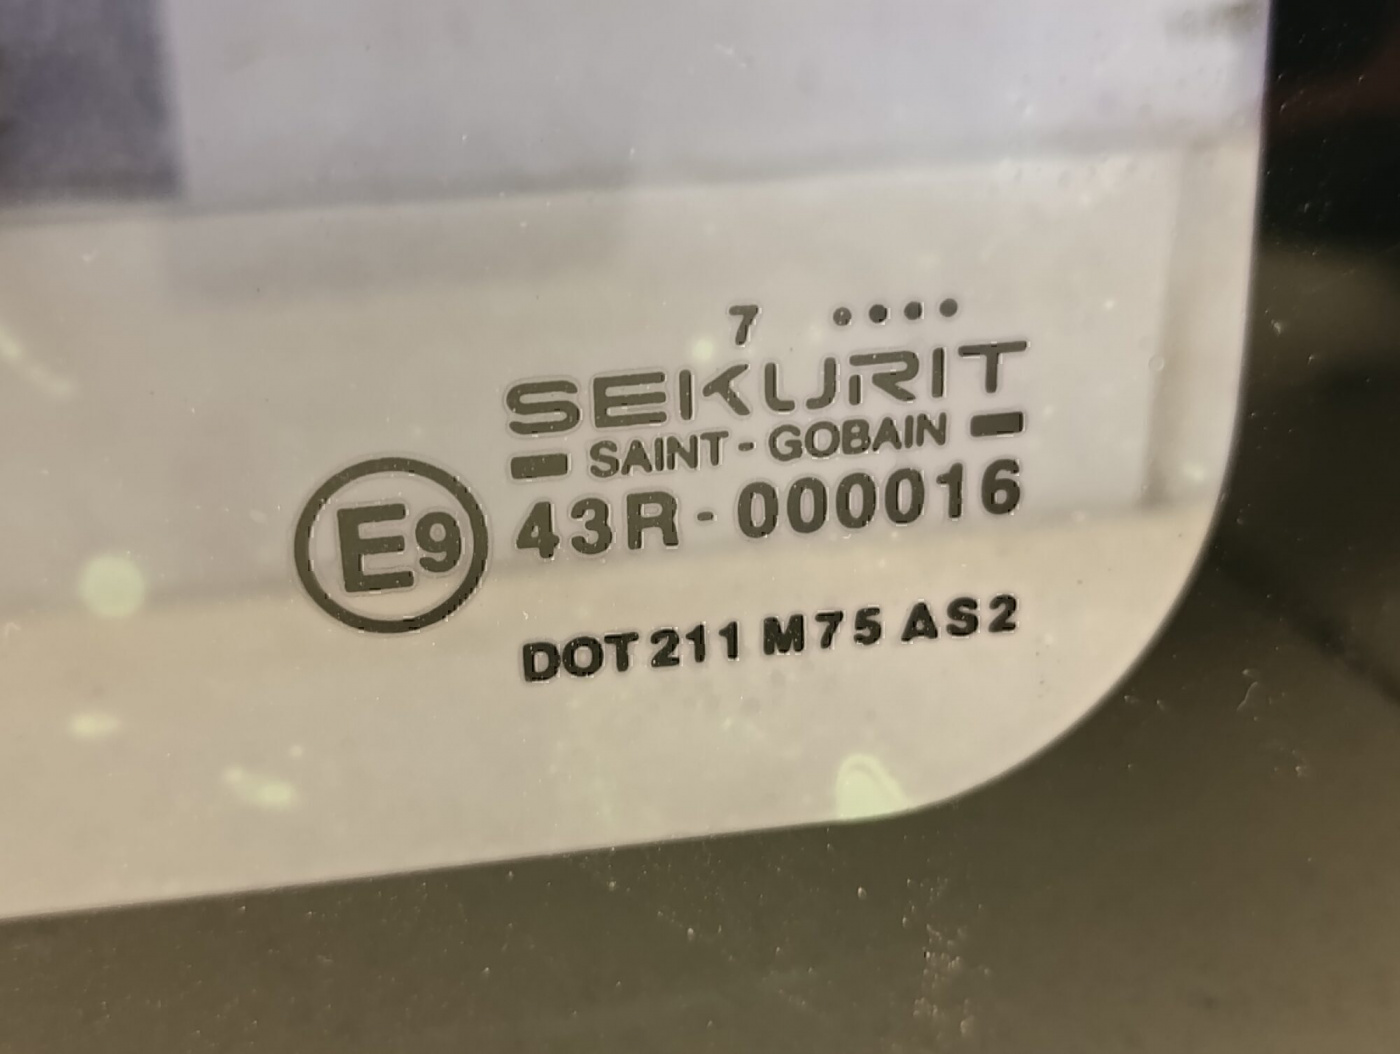 7 ••••
SEKURIT
SAINT - GOBAIN
E9 43R - 000016
DOT 211 M75 AS2